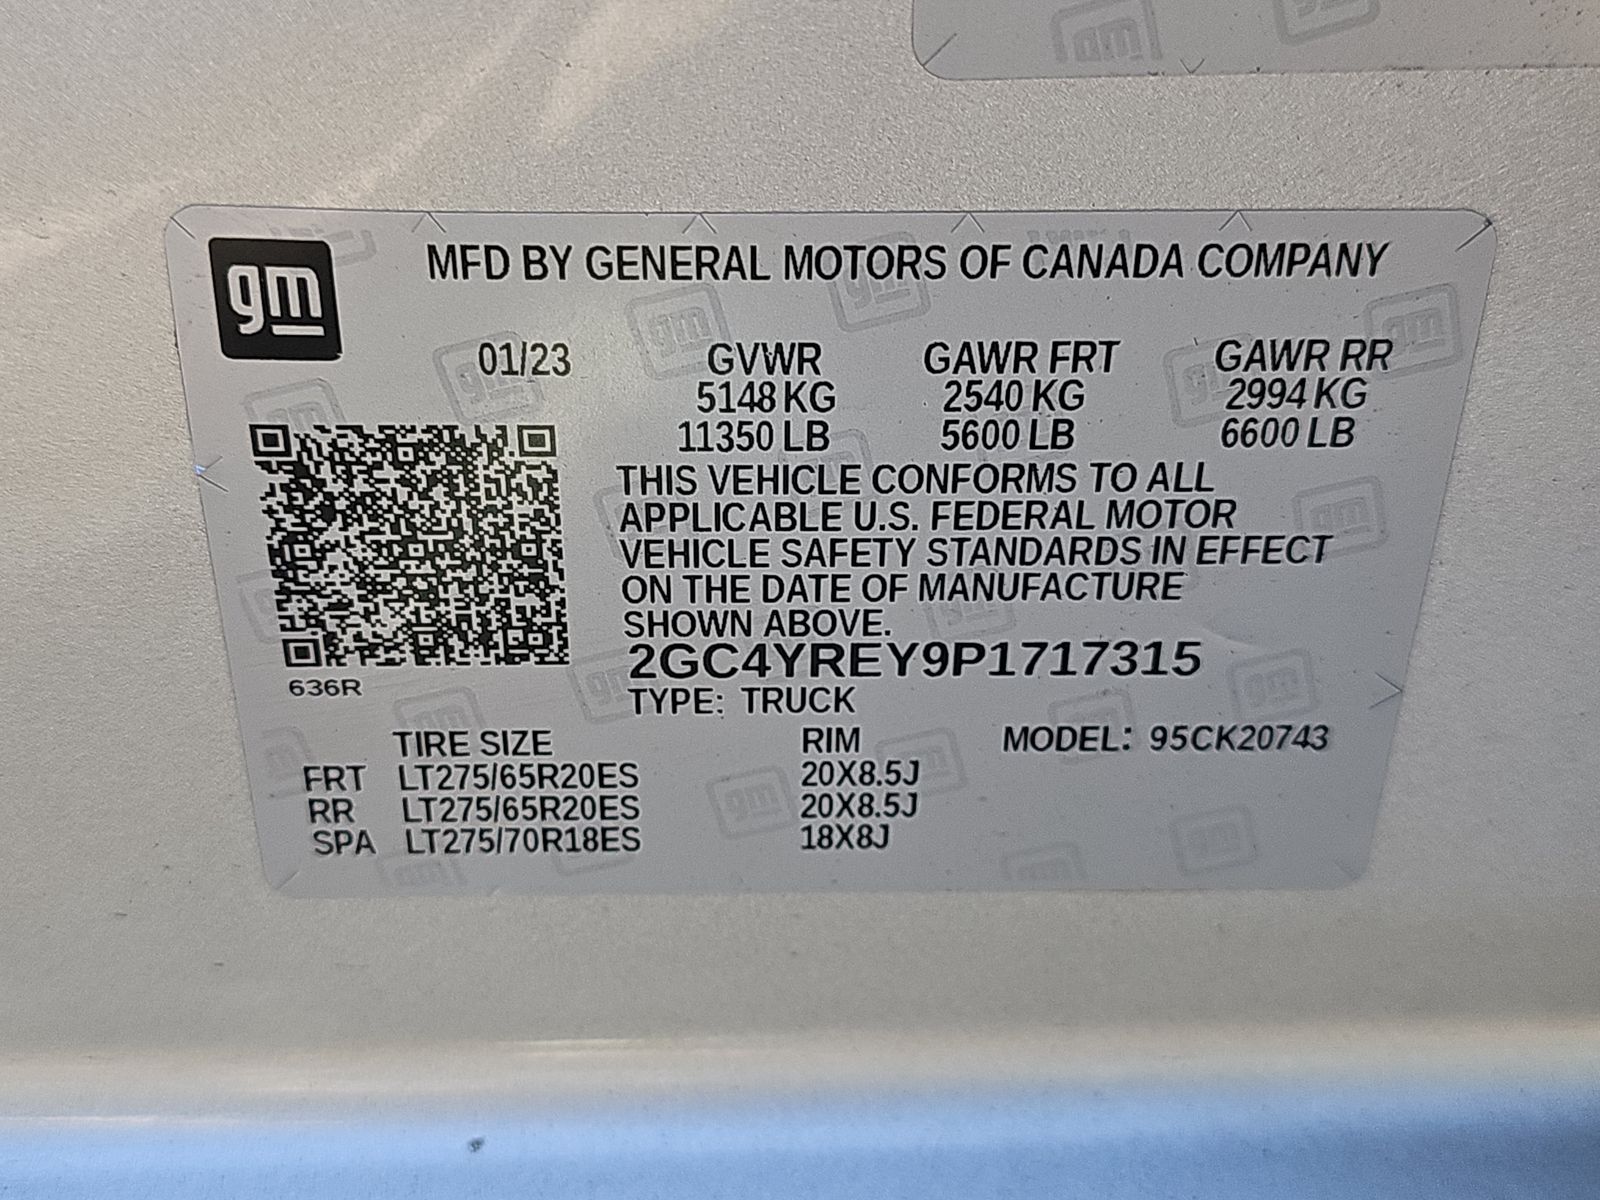 gm
MFD BY GENERAL MOTORS OF CANADA COMPANY
01/23 GVWR GAWR FRT GAWR RR
5148 KG 2540 KG 2994 KG
11350 LB 5600 LB 6600 LB
THIS VEHICLE CONFORMS TO ALL
APPLICABLE U.S. FEDERAL MOTOR
VEHICLE SAFETY STANDARDS IN EFFECT
ON THE DATE OF MANUFACTURE
SHOWN ABOVE.
2GC4YREY9P1717315
636R
TYPE: TRUCK
TIRE SIZE RIM MODEL: 95CK20743
FRT LT275/65R20ES 20X8.5J
RR LT275/65R20ES 20X8.5J
SPA LT275/70R18ES 18X8J